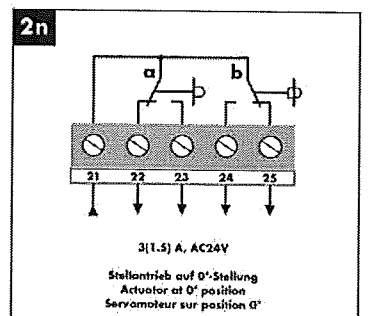 2n
a b
21 22 23 24 25
3(1.5) A, AC24V
Stellantrieb auf 0°-Stellung
Actuator at 0° position
Servomoteur sur position 0°